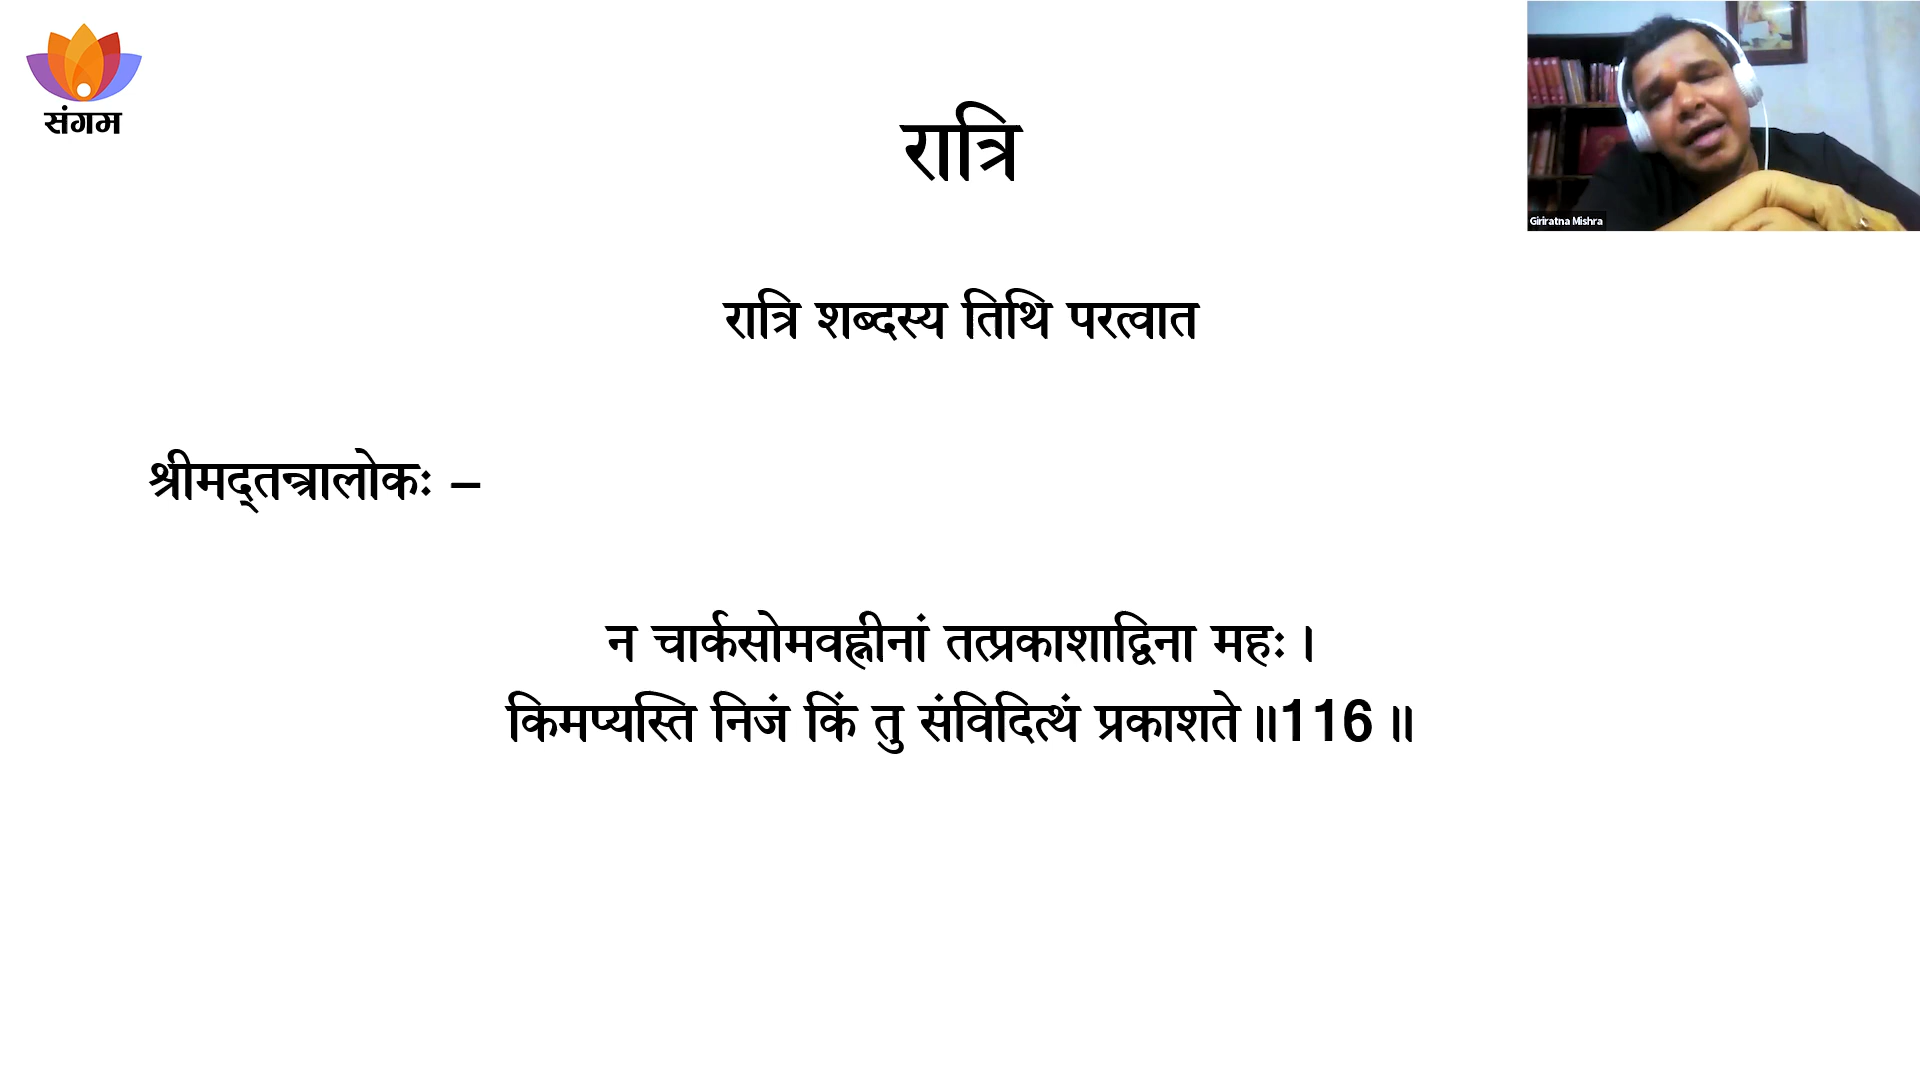 संगम
रात्रि
Giriratna Mishra
रात्रि शब्दस्य तिथि परत्वात
श्रीमद्‌तन्त्रालोकः –
न चार्कसोमवह्नीनां तत्प्रकाशाद्विना महः ।
किमप्यस्ति निजं किं तु संविदित्थं प्रकाशते ॥116 ॥